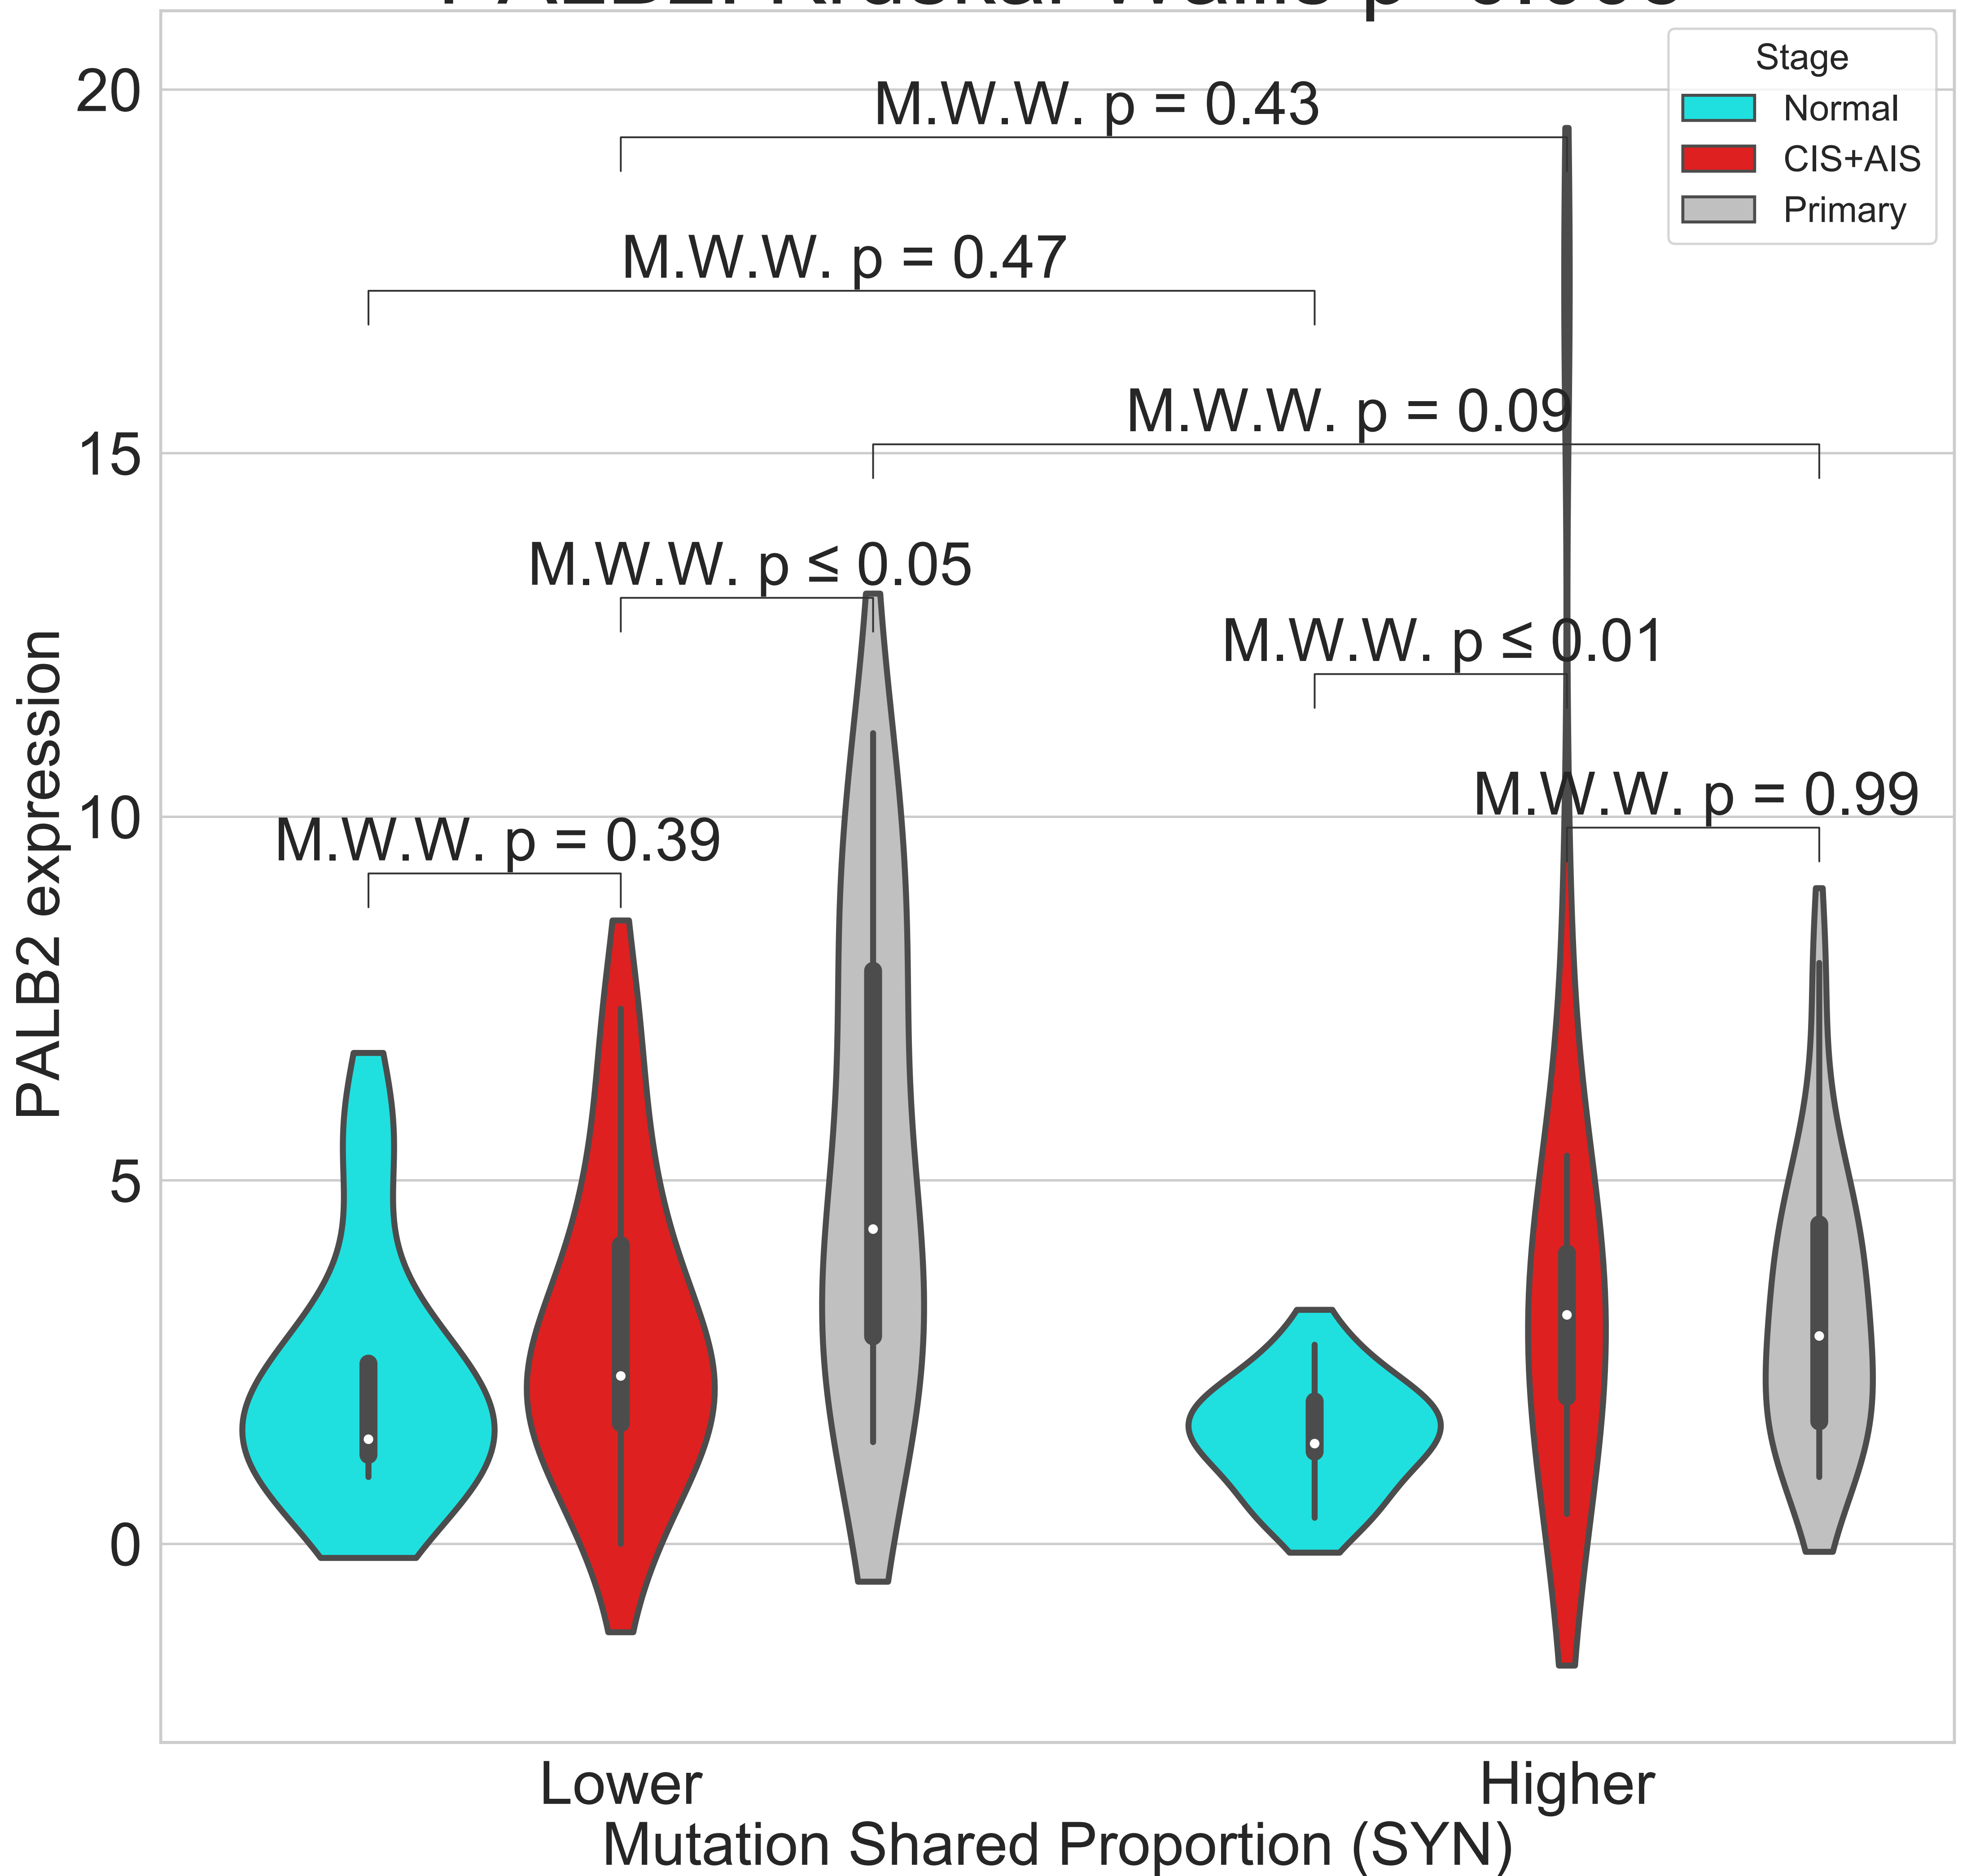 Stage
Normal
CIS+AIS
Primary
20
15
10
5
0
PALB2 expression
M.W.W. p = 0.43
M.W.W. p = 0.47
M.W.W. p = 0.09
M.W.W. p ≤ 0.05
M.W.W. p ≤ 0.01
M.W.W. p = 0.99
M.W.W. p = 0.39
Lower
Higher
Mutation Shared Proportion (SYN)